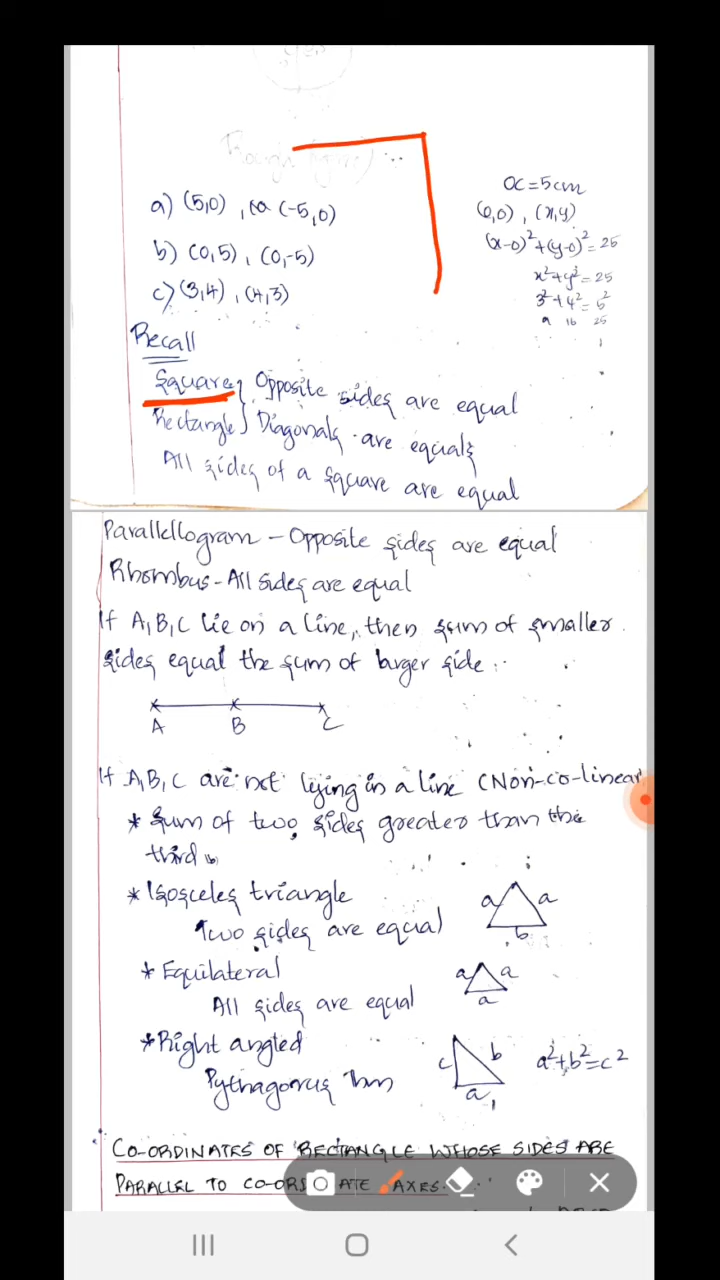 a) (5,0) , (-5,0)
b) (0,5) , (0,-5)
c) (3,4) , (4,3)
OC = 5cm
(0,0) , (x,y)
(x-0)²+(y-0)² = 25
x²+y² = 25
3²+4² = 5²
9 16 25
Recall
Square } Opposite sides are equal
Rectangle } Diagonals are equal
All sides of a square are equal
Parallellogram - Opposite sides are equal
Rhombus - All sides are equal
If A,B,C lie on a line, then sum of smaller
sides equal the sum of larger side
A B C
If A,B,C are not lying in a line (Non-co-linear
* Sum of two sides greater than the
third
* Isosceles triangle
a a
Two sides are equal
b
* Equilateral
a a
All sides are equal
a
* Right angled
c b a²+b²=c²
Pythagorus Thm
a
CO-ORDINATES OF RECTANGLE WHOSE SIDES ARE
PARALLEL TO AXES.